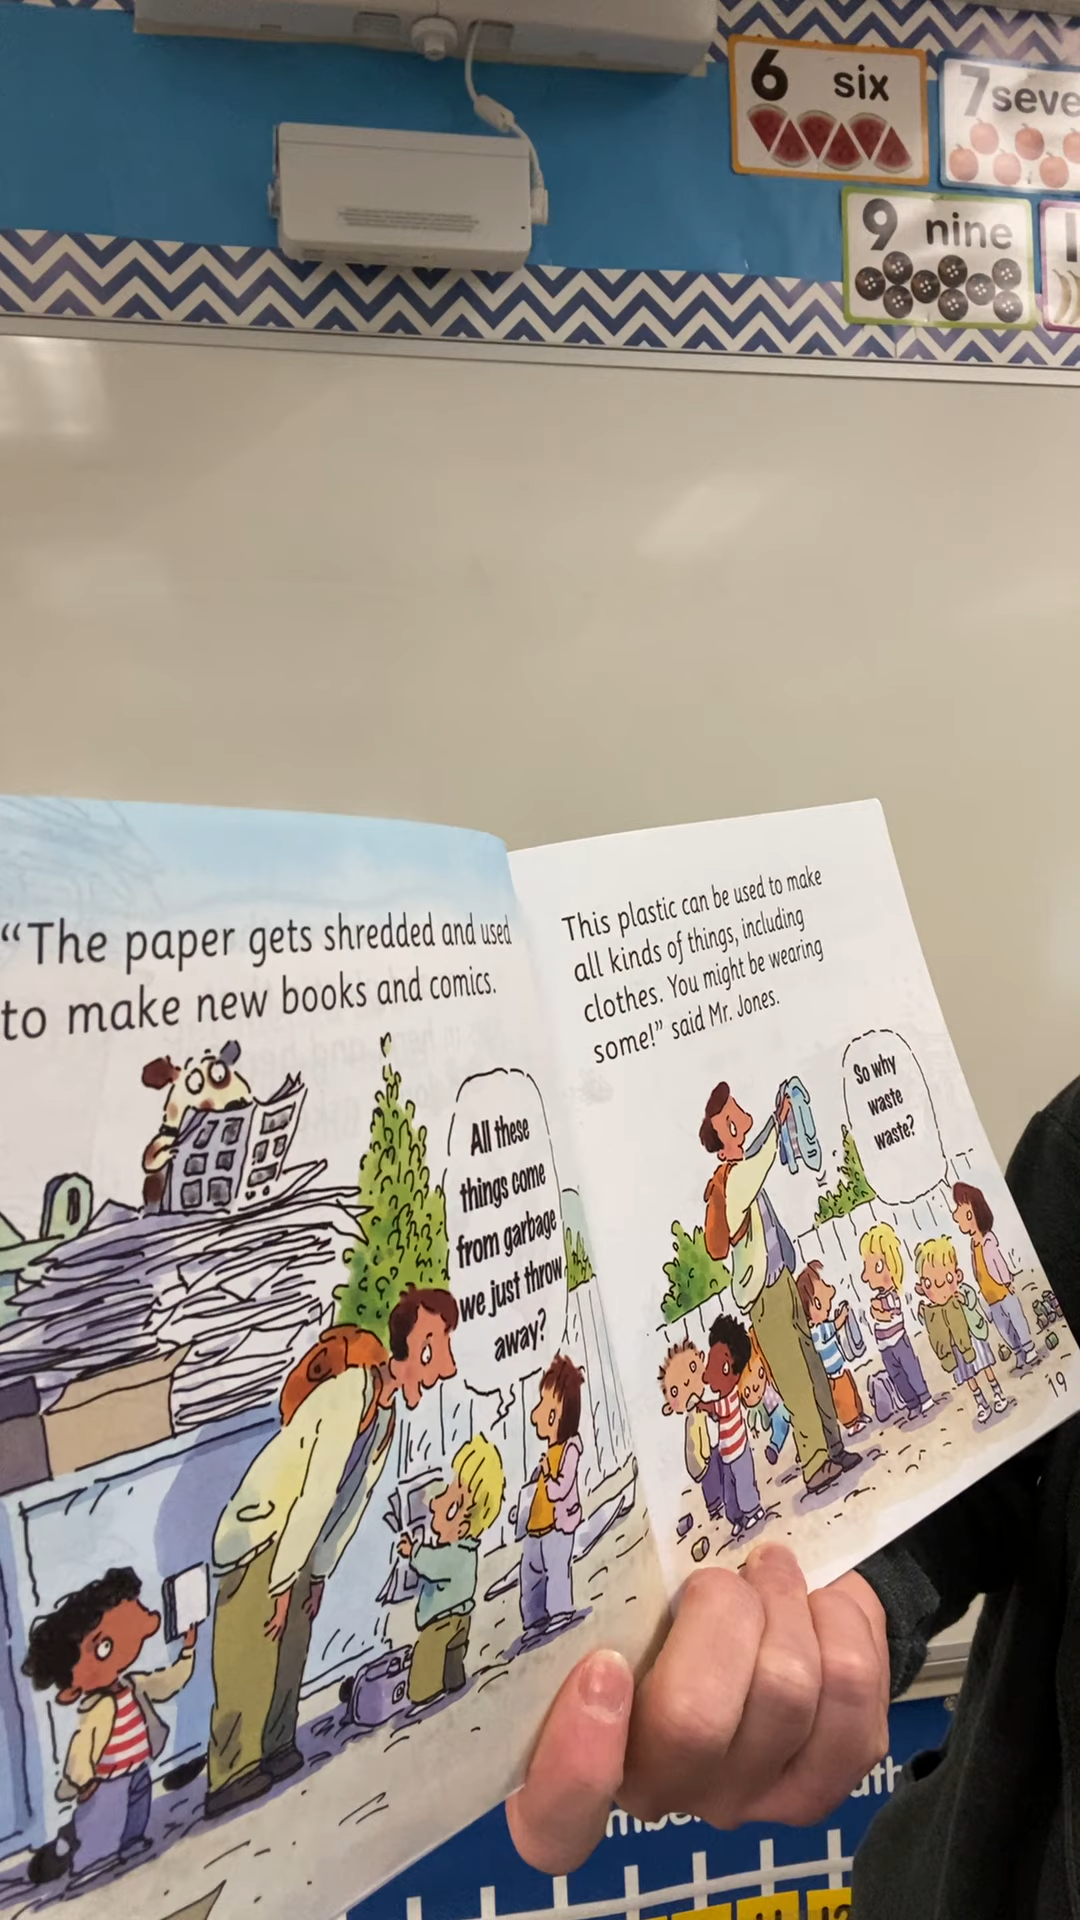 6 six
7 seve
9 nine
1
“The paper gets shredded and used
to make new books and comics.
All these
things come
from garbage
we just throw
away?
This plastic can be used to make
all kinds of things, including
clothes. You might be wearing
some!” said Mr. Jones.
So why
waste
waste?
19